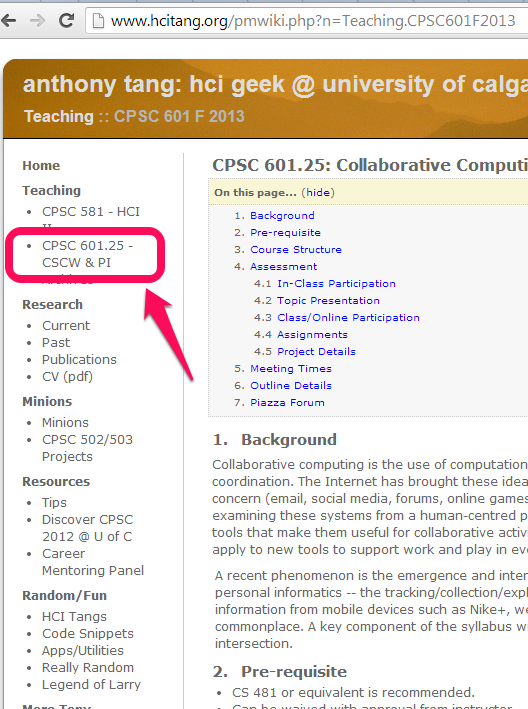 www.hcitang.org/pmwiki.php?n=Teaching.CPSC601F2013
anthony tang: hci geek @ university of calga
Teaching :: CPSC 601 F 2013
Home
Teaching
• CPSC 581 - HCI
II
• CPSC 601.25 -
CSCW & PI
Archives
Research
• Current
• Past
• Publications
• CV (pdf)
Minions
• Minions
• CPSC 502/503
Projects
Resources
• Tips
• Discover CPSC
2012 @ U of C
• Career
Mentoring Panel
Random/Fun
• HCI Tangs
• Code Snippets
• Apps/Utilities
• Really Random
• Legend of Larry
More Tony
CPSC 601.25: Collaborative Computi
On this page... (hide)
1. Background
2. Pre-requisite
3. Course Structure
4. Assessment
4.1 In-Class Participation
4.2 Topic Presentation
4.3 Class/Online Participation
4.4 Assignments
4.5 Project Details
5. Meeting Times
6. Outline Details
7. Piazza Forum
1. Background
Collaborative computing is the use of computation
coordination. The Internet has brought these idea
concern (email, social media, forums, online games
examining these systems from a human-centred p
tools that make them useful for collaborative activ
apply to new tools to support work and play in eve
A recent phenomenon is the emergence and inter
personal informatics -- the tracking/collection/expl
information from mobile devices such as Nike+, we
commonplace. A key component of the syllabus wi
intersection.
2. Pre-requisite
• CS 481 or equivalent is recommended.
• Can be waived with approval from instructor